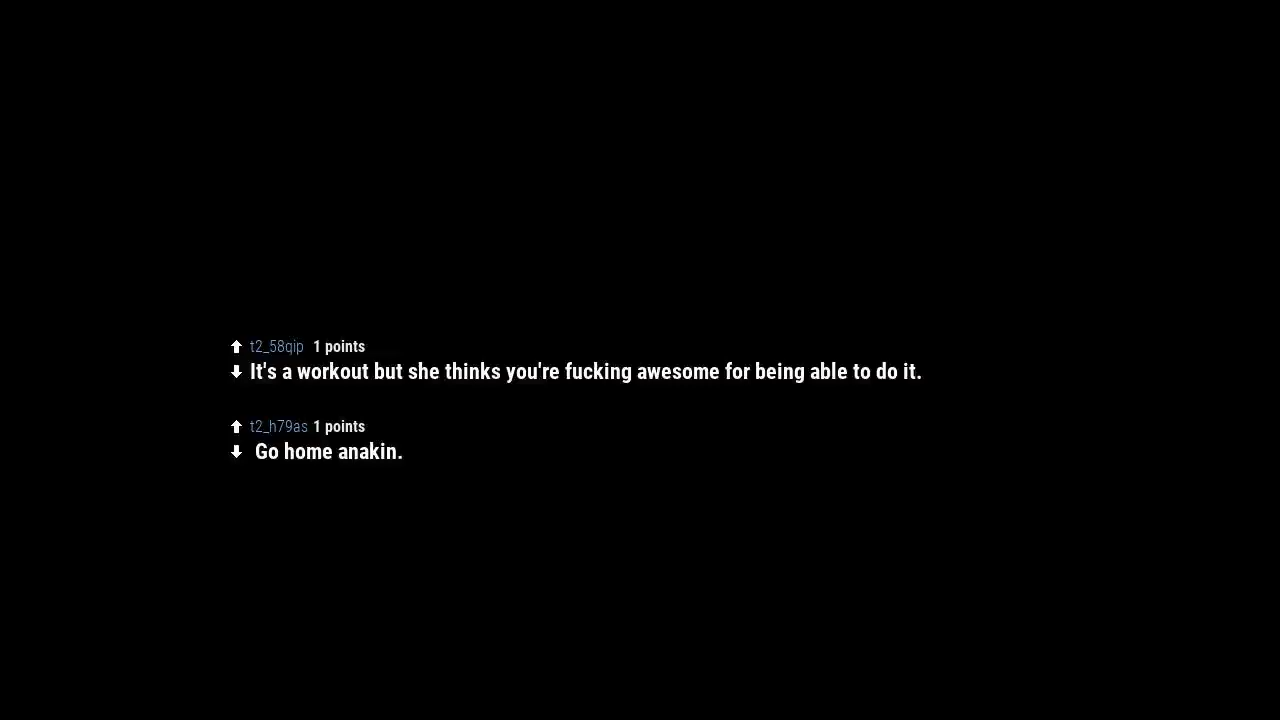 t2_58qip 1 points
It's a workout but she thinks you're fucking awesome for being able to do it.
t2_h79as 1 points
Go home anakin.